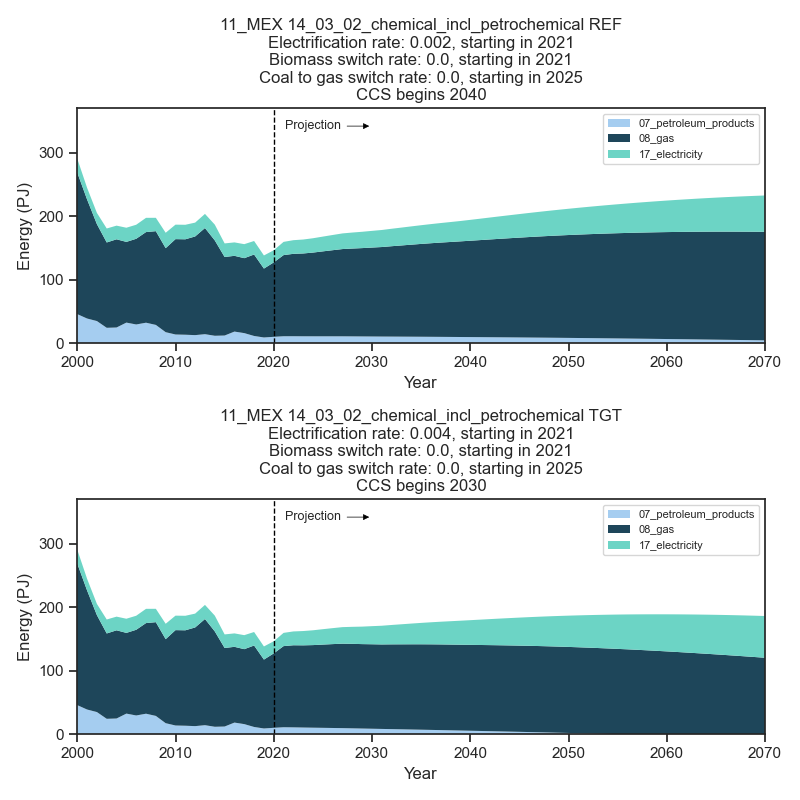 11_MEX 14_03_02_chemical_incl_petrochemical REF
Electrification rate: 0.002, starting in 2021
Biomass switch rate: 0.0, starting in 2021
Coal to gas switch rate: 0.0, starting in 2025
CCS begins 2040
Projection
07_petroleum_products
08_gas
17_electricity
Energy (PJ)
300
200
100
0
2000 2010 2020 2030 2040 2050 2060 2070
Year
11_MEX 14_03_02_chemical_incl_petrochemical TGT
Electrification rate: 0.004, starting in 2021
Biomass switch rate: 0.0, starting in 2021
Coal to gas switch rate: 0.0, starting in 2025
CCS begins 2030
Projection
07_petroleum_products
08_gas
17_electricity
Energy (PJ)
300
200
100
0
2000 2010 2020 2030 2040 2050 2060 2070
Year